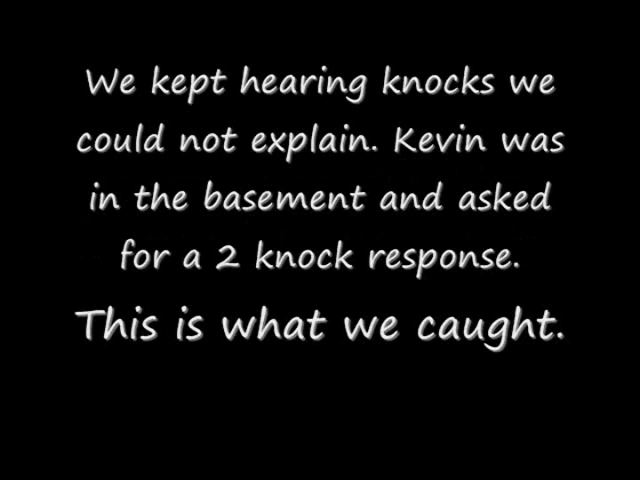 We kept hearing knocks we
could not explain. Kevin was
in the basement and asked
for a 2 knock response.
This is what we caught.